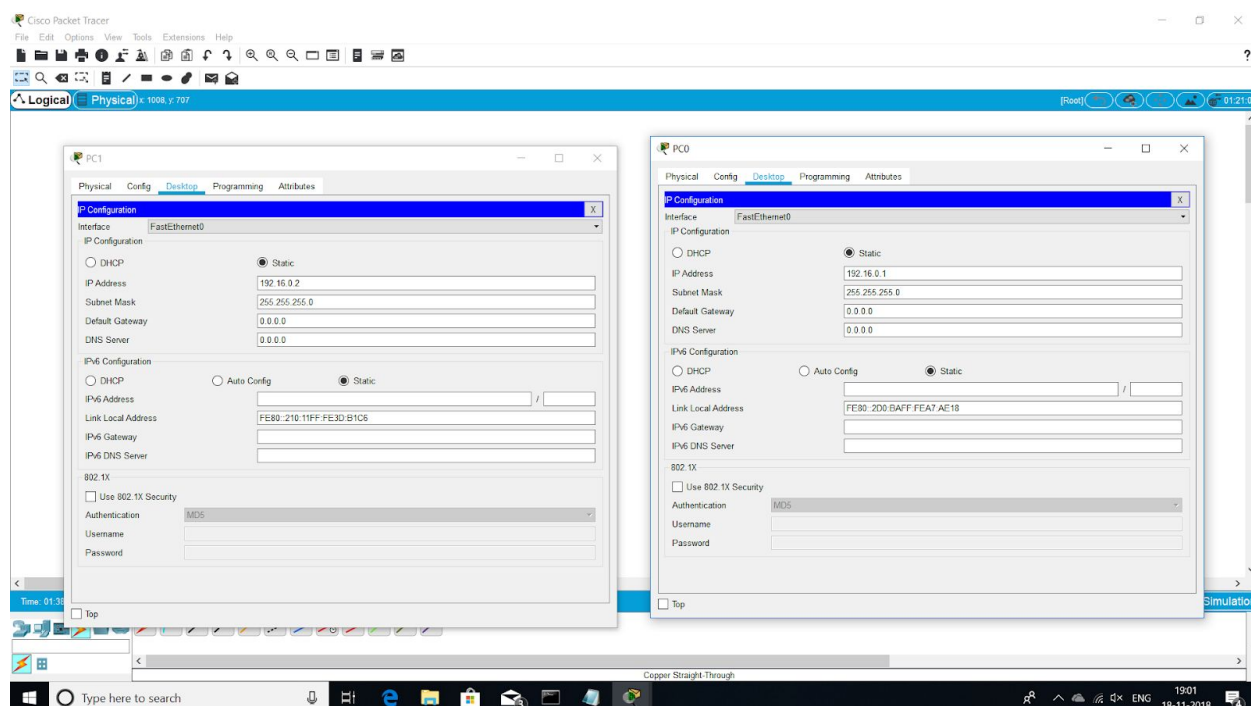 Cisco Packet Tracer
File Edit Options View Tools Extensions Help
?
Logical Physical x: 1008, y: 707 [Root] 01:21:0
PC1
Physical Config Desktop Programming Attributes
IP Configuration X
Interface FastEthernet0
IP Configuration
DHCP Static
IP Address 192.16.0.2
Subnet Mask 255.255.255.0
Default Gateway 0.0.0.0
DNS Server 0.0.0.0
IPv6 Configuration
DHCP Auto Config Static
IPv6 Address /
Link Local Address FE80::210:11FF:FE3D:B1C6
IPv6 Gateway
IPv6 DNS Server
802.1X
Use 802.1X Security
Authentication MD5
Username
Password
Top
PC0
Physical Config Desktop Programming Attributes
IP Configuration X
Interface FastEthernet0
IP Configuration
DHCP Static
IP Address 192.16.0.1
Subnet Mask 255.255.255.0
Default Gateway 0.0.0.0
DNS Server 0.0.0.0
IPv6 Configuration
DHCP Auto Config Static
IPv6 Address /
Link Local Address FE80::2D0:BAFF:FEA7:AE18
IPv6 Gateway
IPv6 DNS Server
802.1X
Use 802.1X Security
Authentication MD5
Username
Password
Top
Time: 01:38 Simulatio
Copper Straight-Through
Type here to search ENG 19:01
18-11-2018